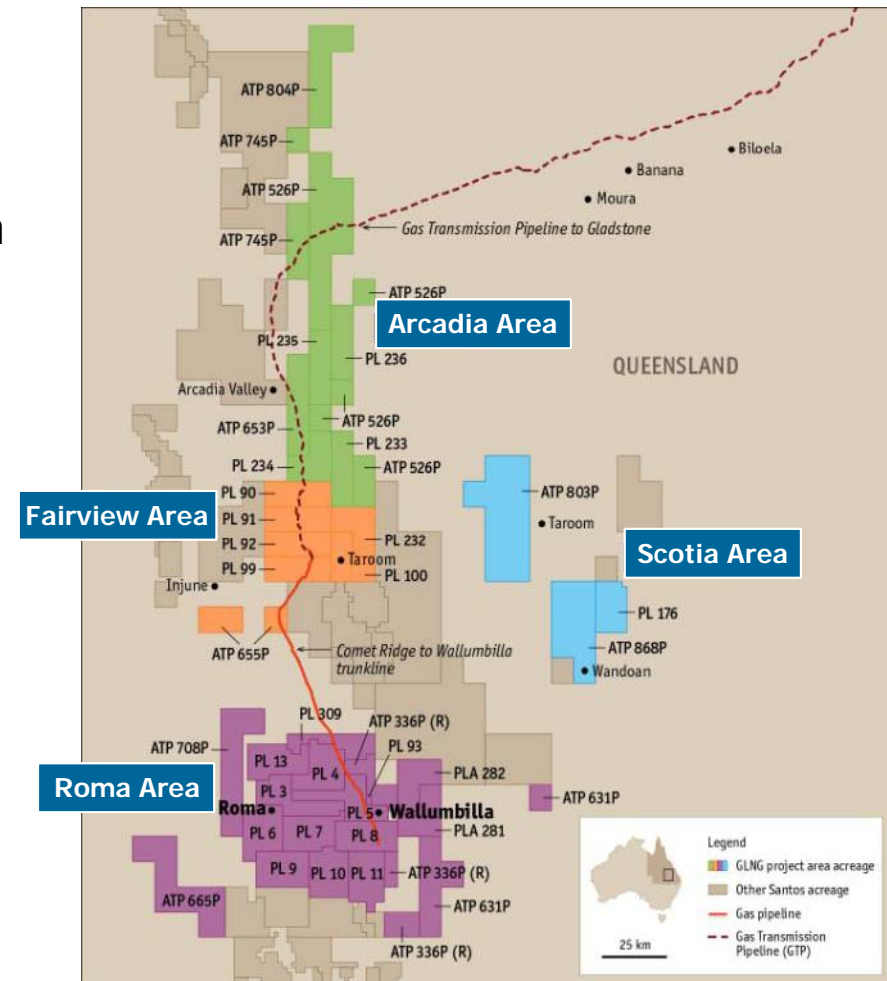 ATP 804P
ATP 745P
Biloela
Banana
ATP 526P
Moura
n
Gas Transmission Pipeline to Gladstone
ATP 745P
ATP 526P
Arcadia Area
PL 235
PL 236
QUEENSLAND
Arcadia Valley
ATP 526P
ATP 653P
PL 233
PL 234
ATP 526P
PL 90
ATP 803P
Fairview Area
PL 91
Taroom
PL 92
PL 232
Scotia Area
Taroom
PL 99
PL 100
Injune
PL 176
ATP 655P
Comet Ridge to Wallumbilla
trunkline
ATP 868P
Wandoan
PL 309
ATP 336P (R)
ATP 708P
PL 93
PL 13
PL 4
PLA 282
Roma Area
PL 3
ATP 631P
Roma
PL 5
Wallumbilla
PL 6
PL 7
PL 8
PLA 281
PL 9
PL 10
PL 11
ATP 336P (R)
ATP 665P
ATP 631P
ATP 336P (R)
Legend
GLNG project area acreage
Other Santos acreage
Gas pipeline
Gas Transmission
Pipeline (GTP)
25 km